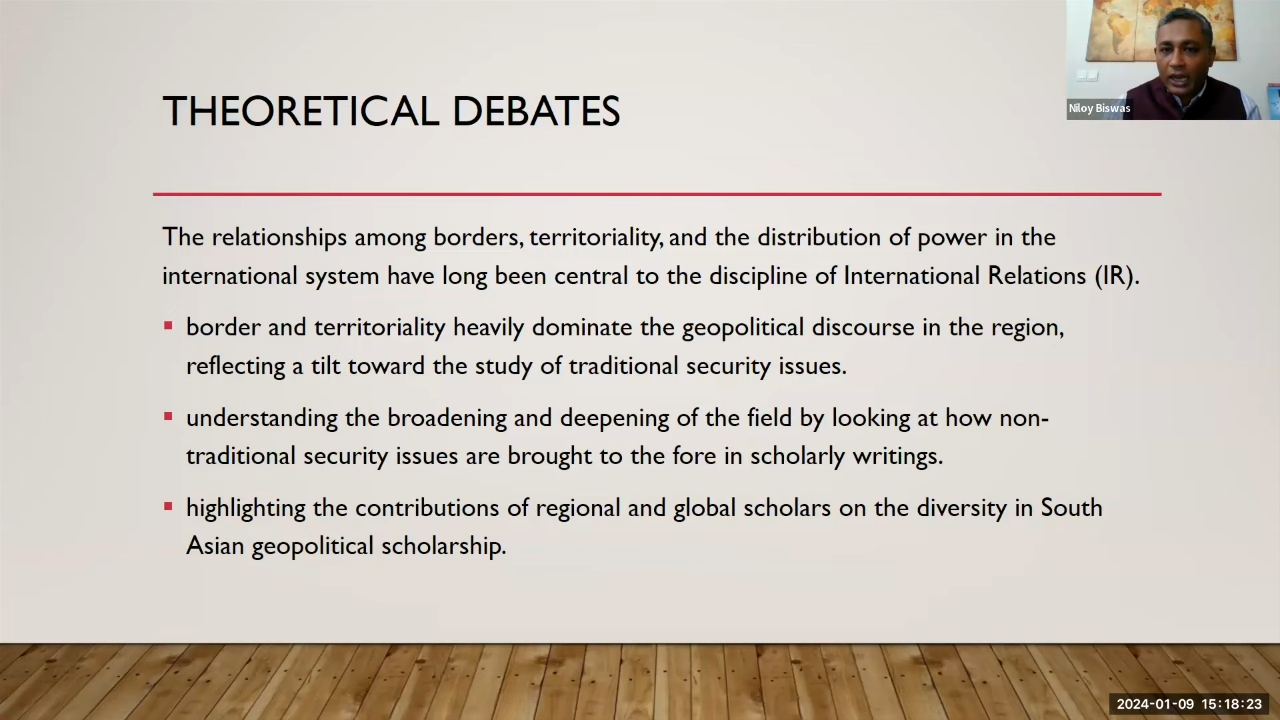 THEORETICAL DEBATES
Niloy Biswas
The relationships among borders, territoriality, and the distribution of power in the
international system have long been central to the discipline of International Relations (IR).
border and territoriality heavily dominate the geopolitical discourse in the region,
reflecting a tilt toward the study of traditional security issues.
understanding the broadening and deepening of the field by looking at how non-
traditional security issues are brought to the fore in scholarly writings.
highlighting the contributions of regional and global scholars on the diversity in South
Asian geopolitical scholarship.
2024-01-09 15:18:23